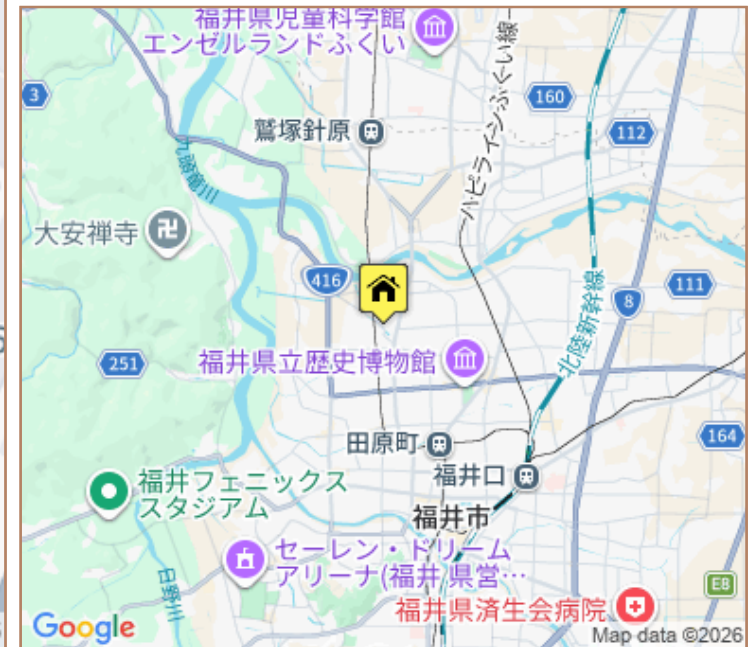 福井県児童科学館
エンゼルランドふくい
3
160
112
鷲塚針原
ハピラインふくい線
九頭竜川
大安禅寺
416
111
8
北陸新幹線
福井県立歴史博物館
251
田原町
164
福井口
福井フェニックス
スタジアム
福井市
セーレン・ドリーム
アリーナ(福井 県営…
日野川
E8
福井県済生会病院
Google
Map data ©2026